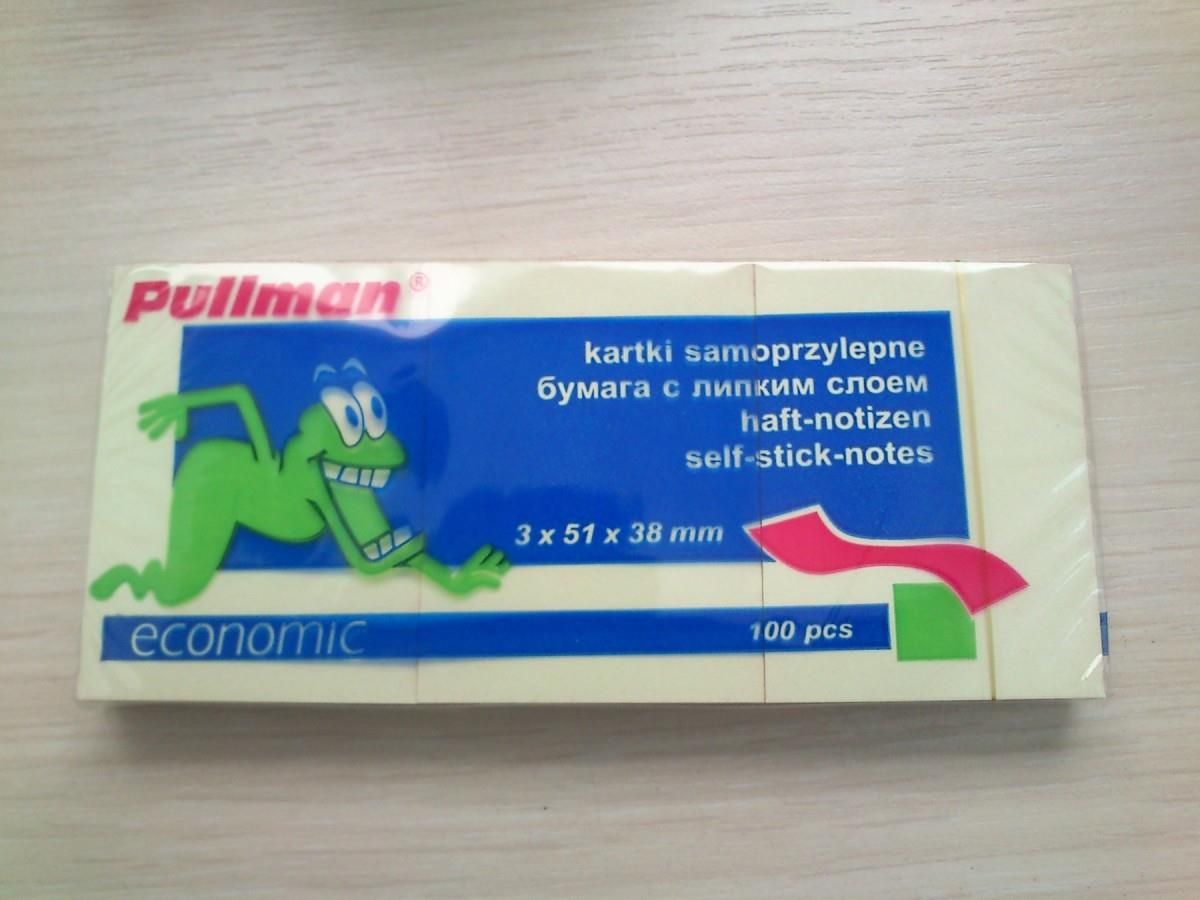 Pullman®
kartki samoprzylepne
бумага с липким слоем
haft-notizen
self-stick-notes
3 x 51 x 38 mm
economic
100 pcs